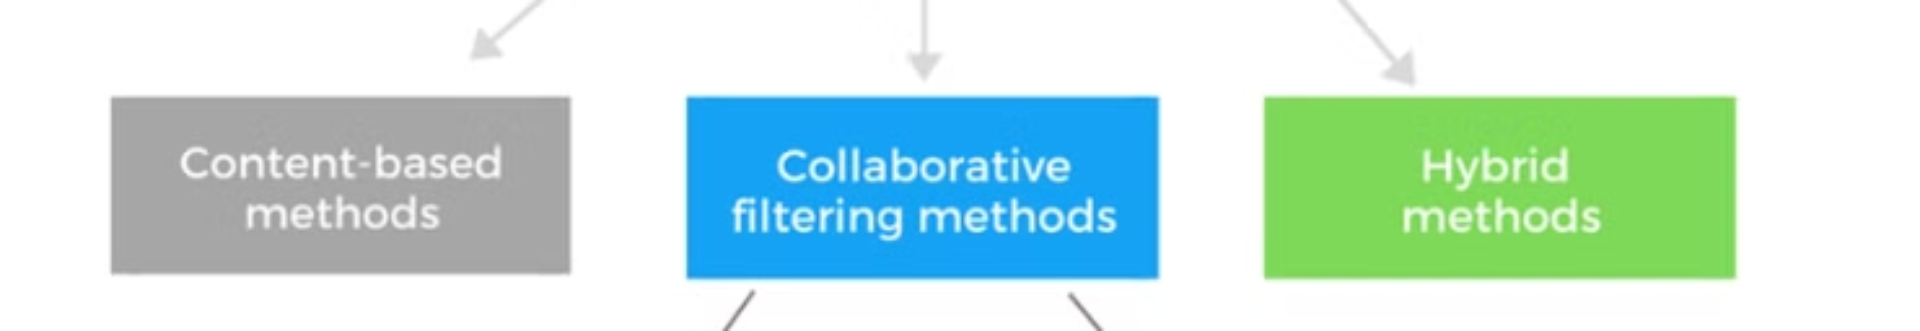 Content-based
methods
Collaborative
filtering methods
Hybrid
methods